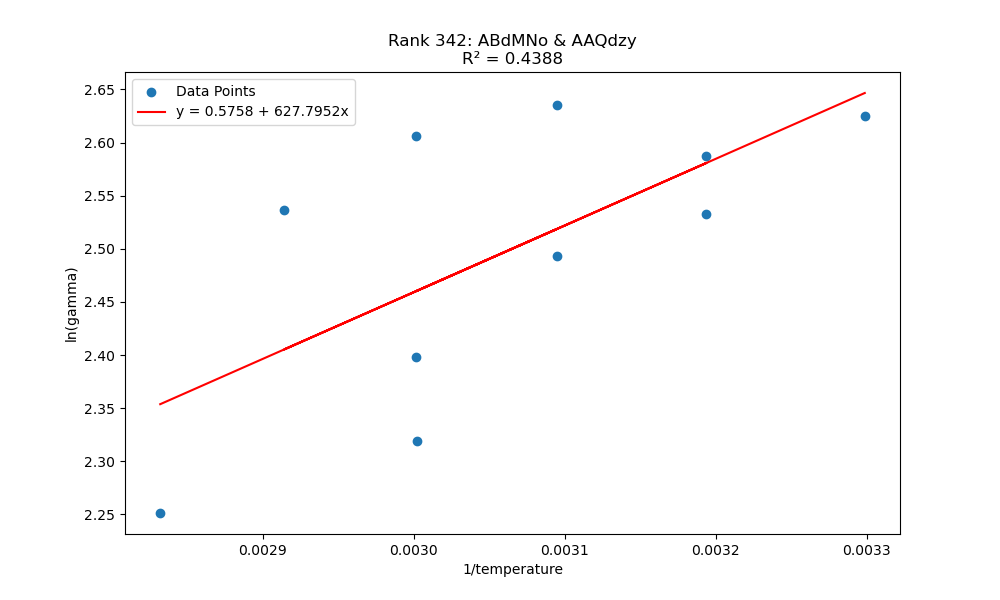 Rank 342: ABdMNo & AAQdzy
R² = 0.4388
Data Points
y = 0.5758 + 627.7952x
2.65
2.60
2.55
2.50
2.45
2.40
2.35
2.30
2.25
ln(gamma)
0.0029
0.0030
0.0031
0.0032
0.0033
1/temperature